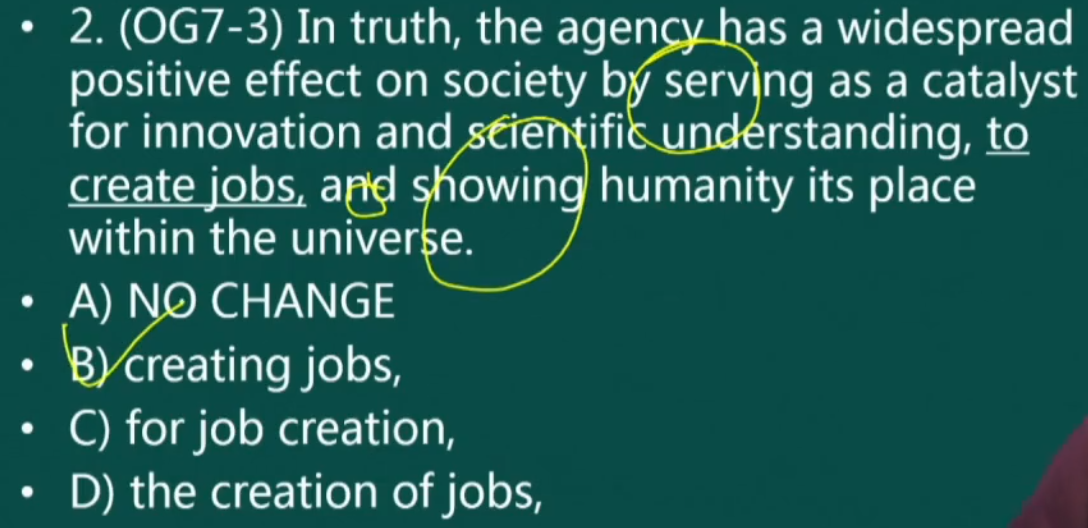 • 2. (OG7-3) In truth, the agency has a widespread
positive effect on society by serving as a catalyst
for innovation and scientific understanding, to
create jobs, and showing humanity its place
within the universe.
• A) NO CHANGE
• B) creating jobs,
• C) for job creation,
• D) the creation of jobs,